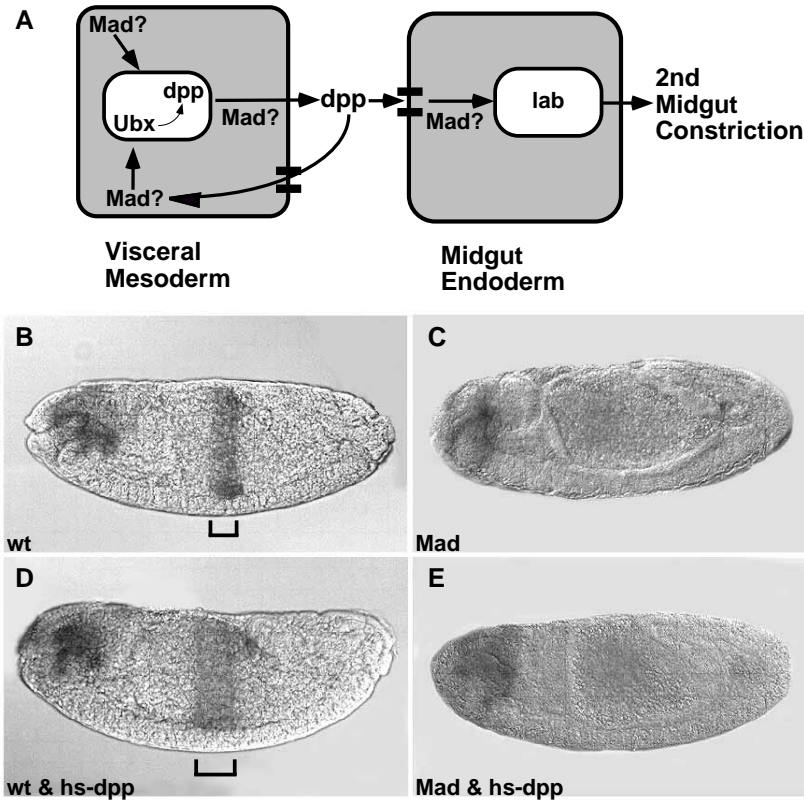 A
Mad?
dpp
Ubx
Mad?
Mad?
dpp
Mad?
lab
2nd
Midgut
Constriction
Visceral
Mesoderm
Midgut
Endoderm
B
wt
C
Mad
D
wt & hs-dpp
E
Mad & hs-dpp